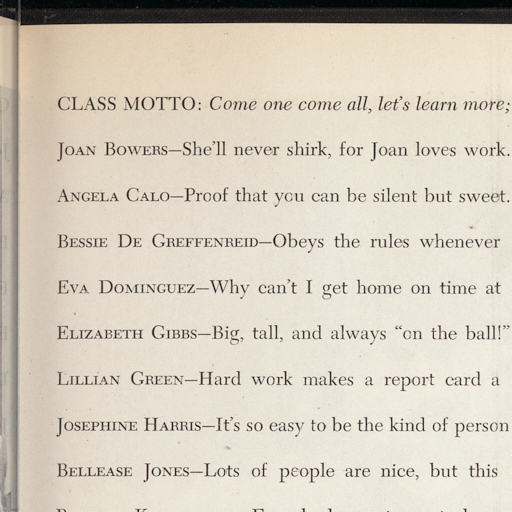 CLASS MOTTO: Come one come all, let's learn more;
JOAN BOWERS—She'll never shirk, for Joan loves work.
ANGELA CALO—Proof that you can be silent but sweet.
BESSIE DE GREFFENREID—Obeys the rules whenever
EVA DOMINGUEZ—Why can't I get home on time at
ELIZABETH GIBBS—Big, tall, and always "on the ball!"
LILLIAN GREEN—Hard work makes a report card a
JOSEPHINE HARRIS—It's so easy to be the kind of person
BELLEASE JONES—Lots of people are nice, but this